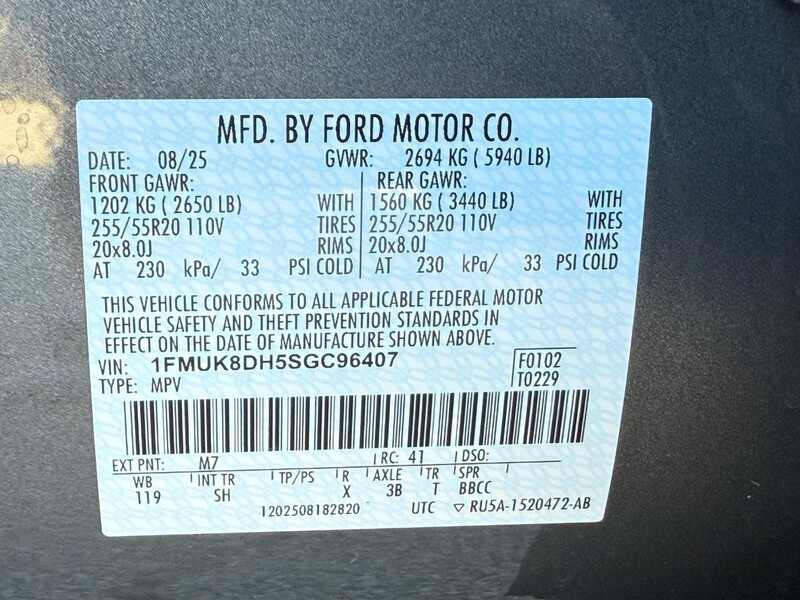 MFD. BY FORD MOTOR CO.
DATE: 08/25 GVWR: 2694 KG ( 5940 LB)
FRONT GAWR: REAR GAWR:
1202 KG ( 2650 LB) WITH 1560 KG ( 3440 LB) WITH
255/55R20 110V TIRES 255/55R20 110V TIRES
20x8.0J RIMS 20x8.0J RIMS
AT 230 kPa/ 33 PSI COLD AT 230 kPa/ 33 PSI COLD
THIS VEHICLE CONFORMS TO ALL APPLICABLE FEDERAL MOTOR
VEHICLE SAFETY AND THEFT PREVENTION STANDARDS IN
EFFECT ON THE DATE OF MANUFACTURE SHOWN ABOVE.
VIN: 1FMUK8DH5SGC96407 F0102
TYPE: MPV T0229
EXT PNT: M7 RC: 41 DSO:
WB INT TR TP/PS R AXLE TR SPR
119 SH X 3B T BBCC
1202508182820 UTC ▽ RU5A-1520472-AB